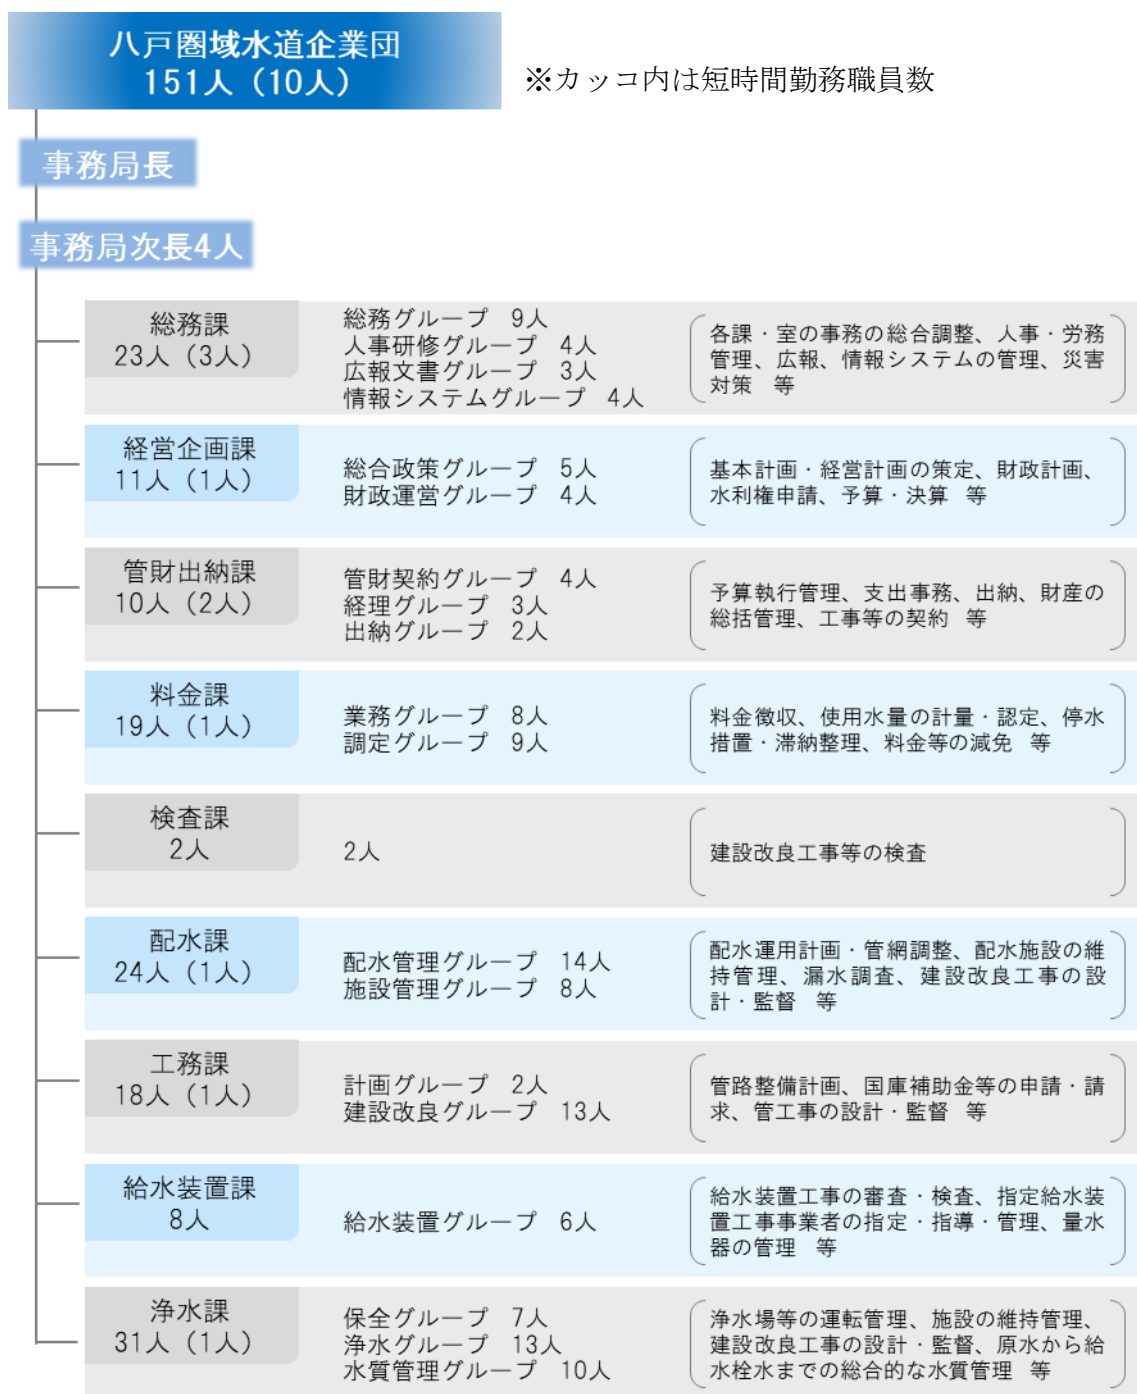 八戸圏域水道企業団
151人（10人）
※カッコ内は短時間勤務職員数
事務局長
事務局次長4人
総務課
23人（3人）
総務グループ　9人
人事研修グループ　4人
広報文書グループ　3人
情報システムグループ　4人
各課・室の事務の総合調整、人事・労務
管理、広報、情報システムの管理、災害
対策　等
経営企画課
11人（1人）
総合政策グループ　5人
財政運営グループ　4人
基本計画・経営計画の策定、財政計画、
水利権申請、予算・決算　等
管財出納課
10人（2人）
管財契約グループ　4人
経理グループ　3人
出納グループ　2人
予算執行管理、支出事務、出納、財産の
総括管理、工事等の契約　等
料金課
19人（1人）
業務グループ　8人
調定グループ　9人
料金徴収、使用水量の計量・認定、停水
措置・滞納整理、料金等の減免　等
検査課
2人
2人
建設改良工事等の検査
配水課
24人（1人）
配水管理グループ　14人
施設管理グループ　8人
配水運用計画・管網調整、配水施設の維
持管理、漏水調査、建設改良工事の設
計・監督　等
工務課
18人（1人）
計画グループ　2人
建設改良グループ　13人
管路整備計画、国庫補助金等の申請・請
求、管工事の設計・監督　等
給水装置課
8人
給水装置グループ　6人
給水装置工事の審査・検査、指定給水装
置工事事業者の指定・指導・管理、量水
器の管理　等
浄水課
31人（1人）
保全グループ　7人
浄水グループ　13人
水質管理グループ　10人
浄水場等の運転管理、施設の維持管理、
建設改良工事の設計・監督、原水から給
水栓水までの総合的な水質管理　等